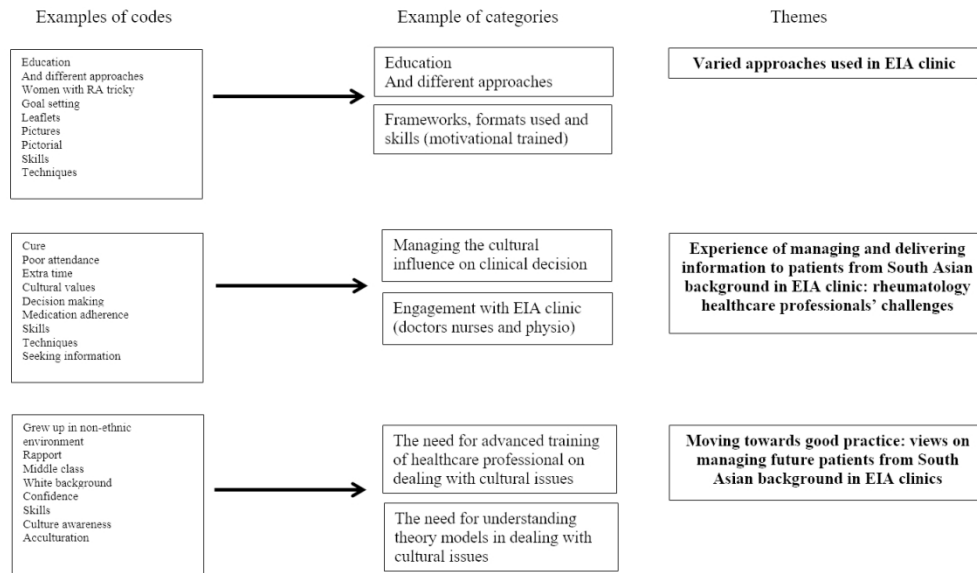 Examples of codes
Example of categories
Themes
Education
And different approaches
Women with RA tricky
Goal setting
Leaflets
Pictures
Pictorial
Skills
Techniques
Education
And different approaches
Frameworks, formats used and
skills (motivational trained)
Varied approaches used in EIA clinic
Cure
Poor attendance
Extra time
Cultural values
Decision making
Medication adherence
Skills
Techniques
Seeking information
Managing the cultural
influence on clinical decision
Engagement with EIA clinic
(doctors nurses and physio)
Experience of managing and delivering
information to patients from South Asian
background in EIA clinic: rheumatology
healthcare professionals’ challenges
Grew up in non-ethnic
environment
Rapport
Middle class
White background
Confidence
Skills
Culture awareness
Acculturation
The need for advanced training
of healthcare professional on
dealing with cultural issues
The need for understanding
theory models in dealing with
cultural issues
Moving towards good practice: views on
managing future patients from South
Asian background in EIA clinics